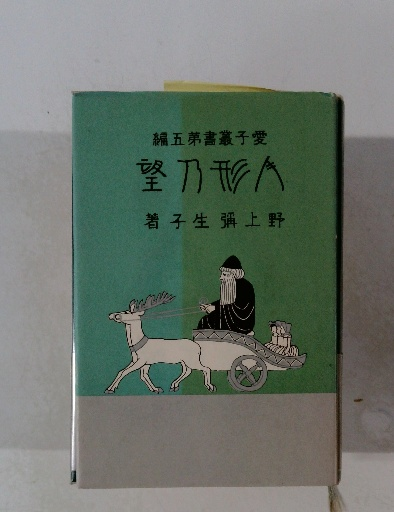 愛子叢書第五編
人形乃望
野上彌生子著